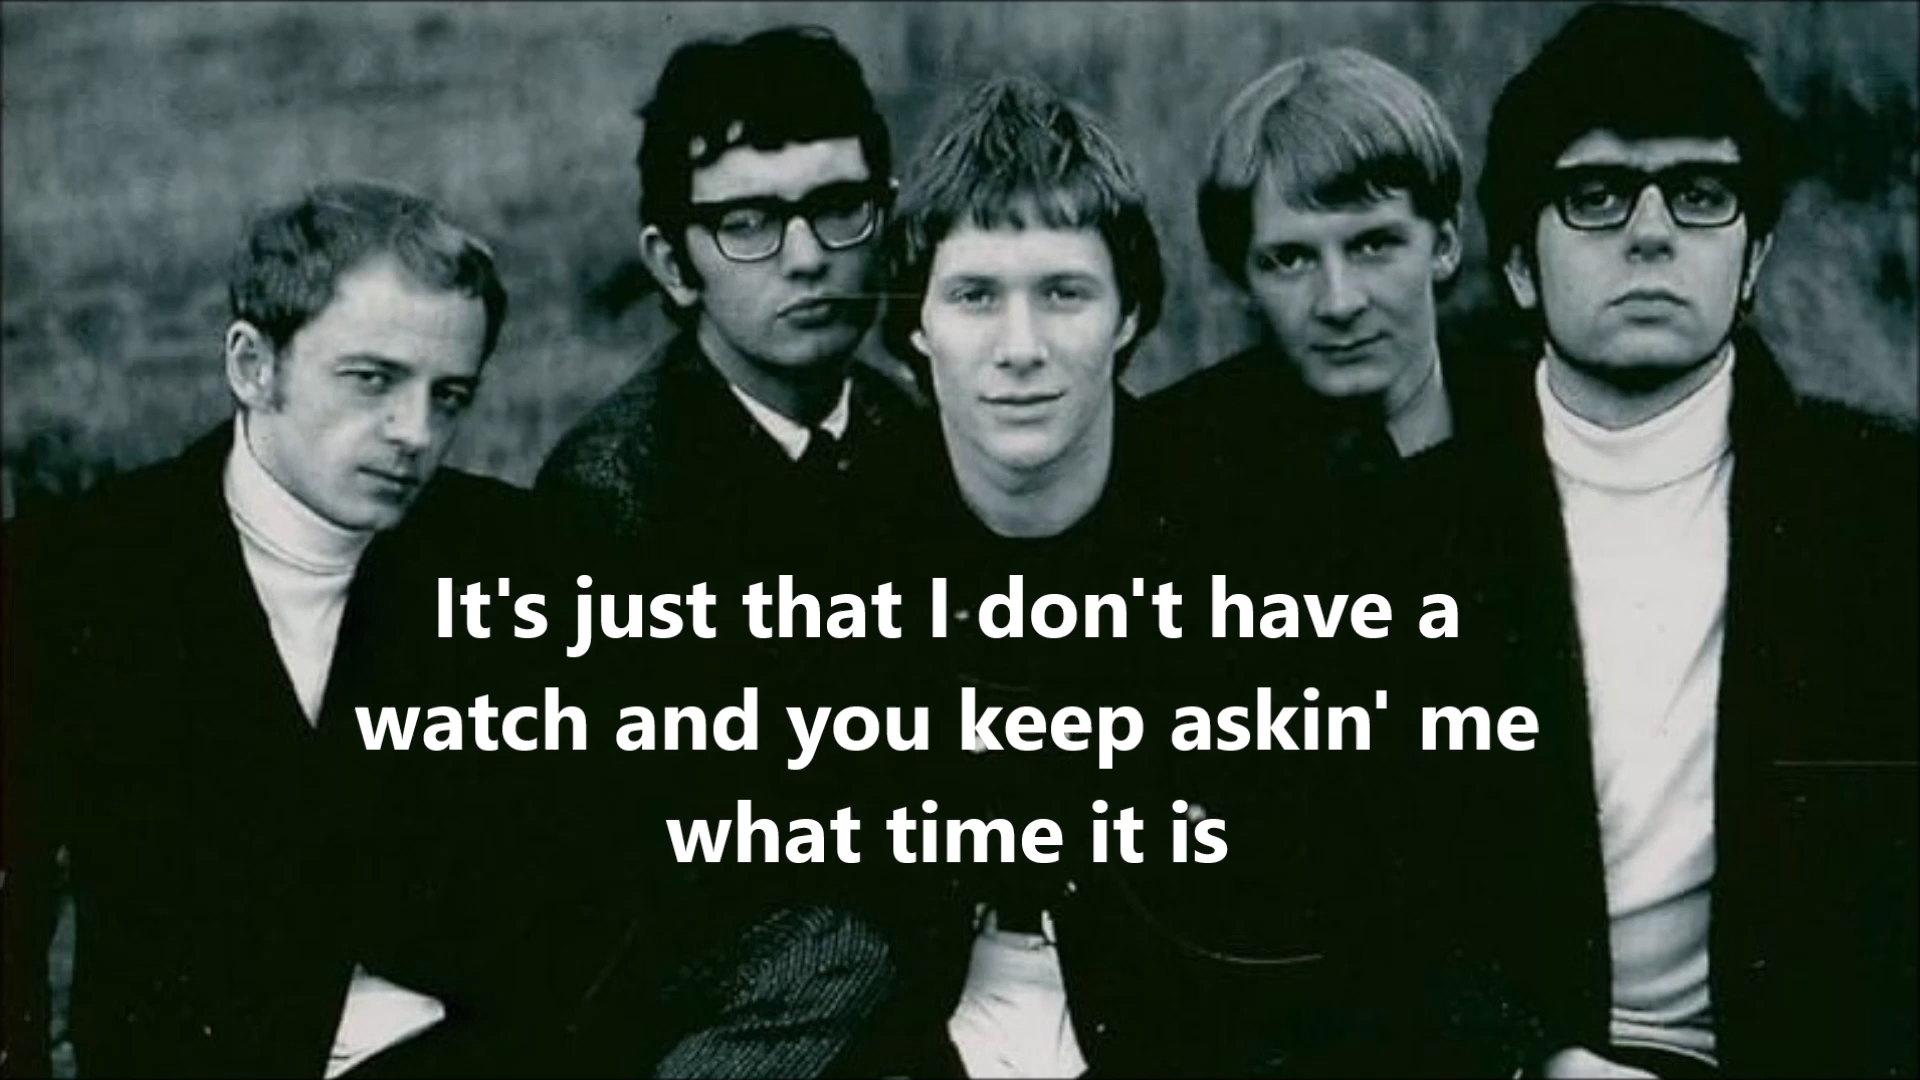 It's just that I don't have a
watch and you keep askin' me
what time it is